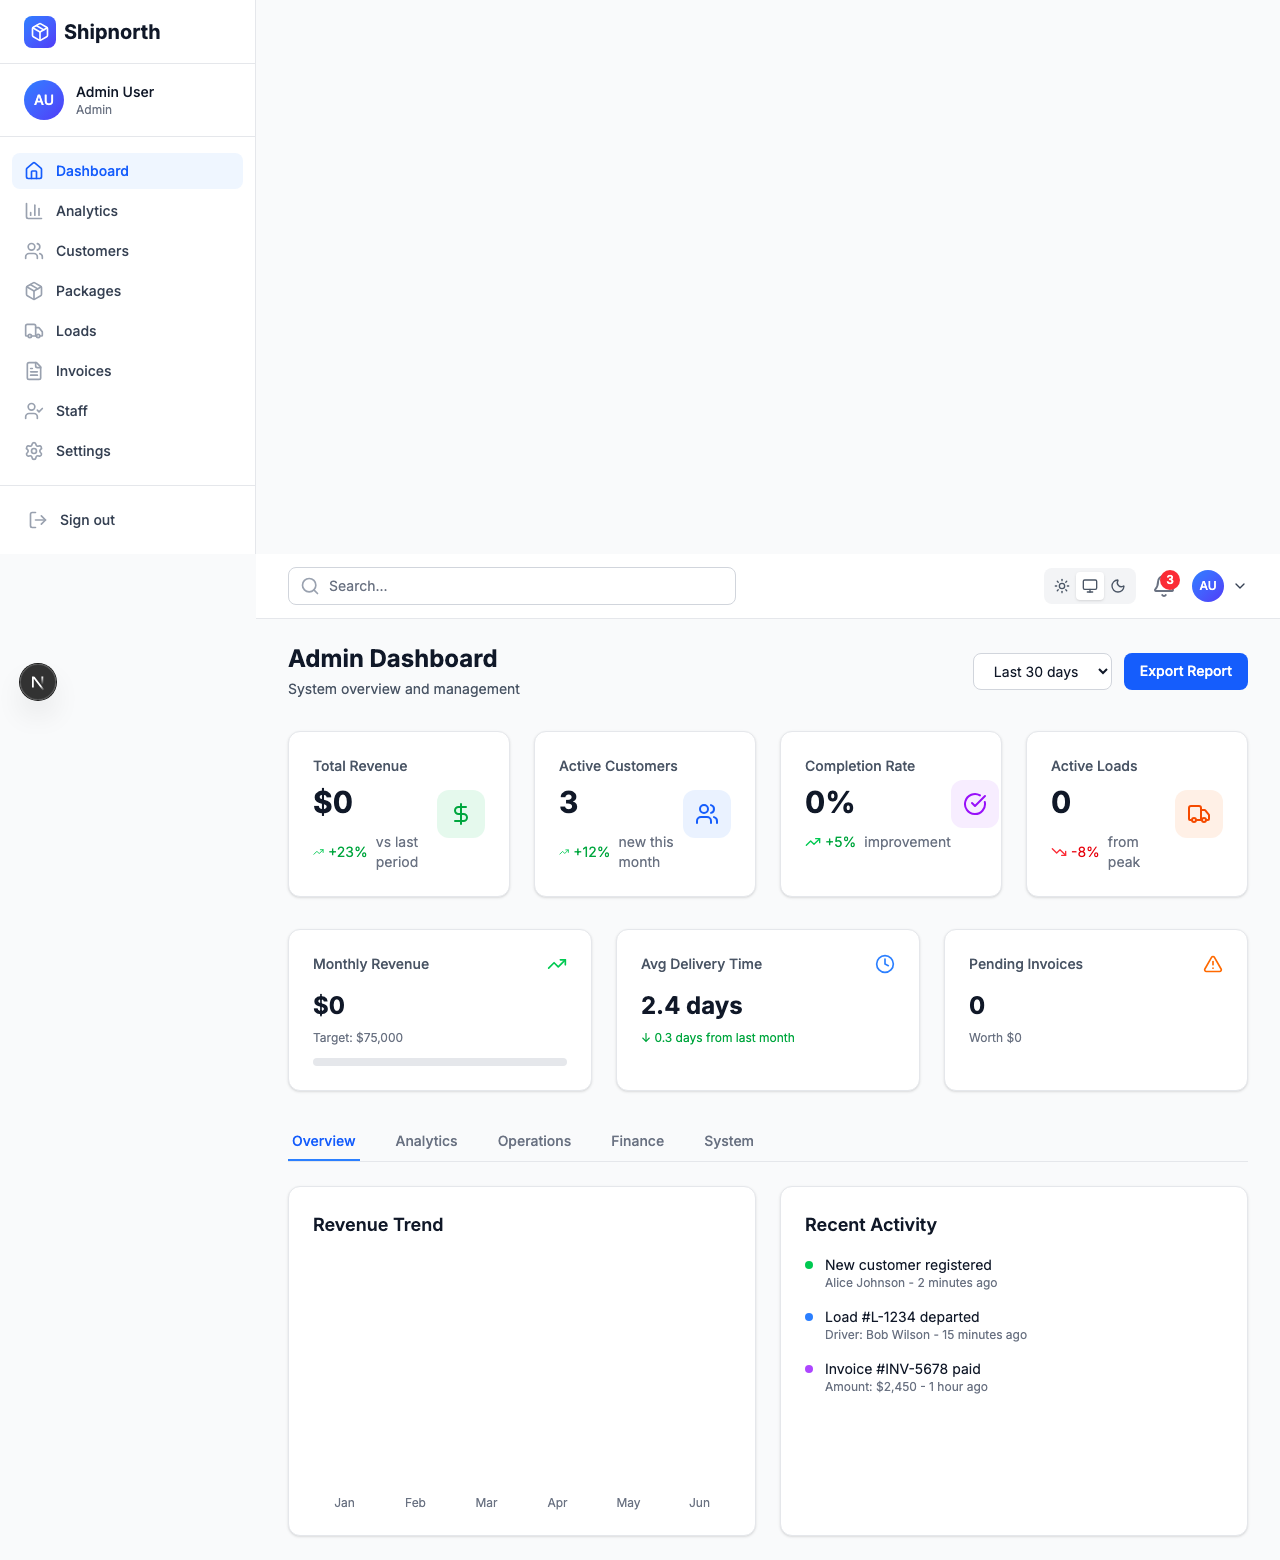 Shipnorth
AU
Admin User
Admin
Dashboard
Analytics
Customers
Packages
Loads
Invoices
Staff
Settings
Sign out
Search...
3
AU
N
Admin Dashboard
System overview and management
Last 30 days
Export Report
Total Revenue
$0
+23%
vs last
period
Active Customers
3
+12%
new this
month
Completion Rate
0%
+5% improvement
Active Loads
0
-8%
from
peak
Monthly Revenue
$0
Target: $75,000
Avg Delivery Time
2.4 days
↓ 0.3 days from last month
Pending Invoices
0
Worth $0
Overview
Analytics
Operations
Finance
System
Revenue Trend
Jan
Feb
Mar
Apr
May
Jun
Recent Activity
New customer registered
Alice Johnson - 2 minutes ago
Load #L-1234 departed
Driver: Bob Wilson - 15 minutes ago
Invoice #INV-5678 paid
Amount: $2,450 - 1 hour ago